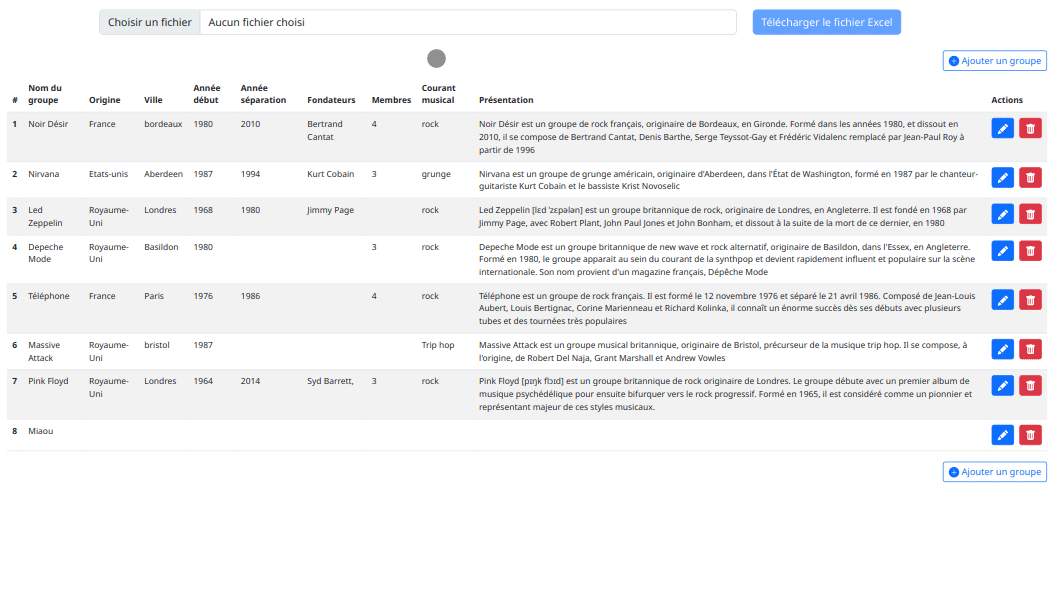 Choisir un fichier Aucun fichier choisi Télécharger le fichier Excel
Ajouter un groupe
# Nom du groupe Origine Ville Année début Année séparation Fondateurs Membres Courant musical Présentation Actions
1 Noir Désir France bordeaux 1980 2010 Bertrand Cantat 4 rock Noir Désir est un groupe de rock français, originaire de Bordeaux, en Gironde. Formé dans les années 1980, et dissout en
2010, il se compose de Bertrand Cantat, Denis Barthe, Serge Teyssot-Gay et Frédéric Vidalenc remplacé par Jean-Paul Roy à
partir de 1996
2 Nirvana Etats-unis Aberdeen 1987 1994 Kurt Cobain 3 grunge Nirvana est un groupe de grunge américain, originaire d'Aberdeen, dans l'État de Washington, formé en 1987 par le chanteur-
guitariste Kurt Cobain et le bassiste Krist Novoselic
3 Led Zeppelin Royaume-Uni Londres 1968 1980 Jimmy Page rock Led Zeppelin [lɛd ˈzɛpəlɪn] est un groupe britannique de rock, originaire de Londres, en Angleterre. Il est fondé en 1968 par
Jimmy Page, avec Robert Plant, John Paul Jones et John Bonham, et dissout à la suite de la mort de ce dernier, en 1980
4 Depeche Mode Royaume-Uni Basildon 1980 3 rock Depeche Mode est un groupe britannique de new wave et rock alternatif, originaire de Basildon, dans l'Essex, en Angleterre.
Formé en 1980, le groupe apparait au sein du courant de la synthpop et devient rapidement influent et populaire sur la scène
internationale. Son nom provient d'un magazine français, Dépêche Mode
5 Téléphone France Paris 1976 1986 4 rock Téléphone est un groupe de rock français. Il est formé le 12 novembre 1976 et séparé le 21 avril 1986. Composé de Jean-Louis
Aubert, Louis Bertignac, Corine Marienneau et Richard Kolinka, il connaît un énorme succès dès ses débuts avec plusieurs
tubes et des tournées très populaires
6 Massive Attack Royaume-Uni bristol 1987 Trip hop Massive Attack est un groupe musical britannique, originaire de Bristol, précurseur de la musique trip hop. Il se compose, à
l'origine, de Robert Del Naja, Grant Marshall et Andrew Vowles
7 Pink Floyd Royaume-Uni Londres 1964 2014 Syd Barrett, 3 rock Pink Floyd [pɪŋk flɔɪd] est un groupe britannique de rock originaire de Londres. Le groupe débute avec un premier album de
musique psychédélique pour ensuite bifurquer vers le rock progressif. Formé en 1965, il est considéré comme un pionnier et
représentant majeur de ces styles musicaux.
8 Miaou
Ajouter un groupe